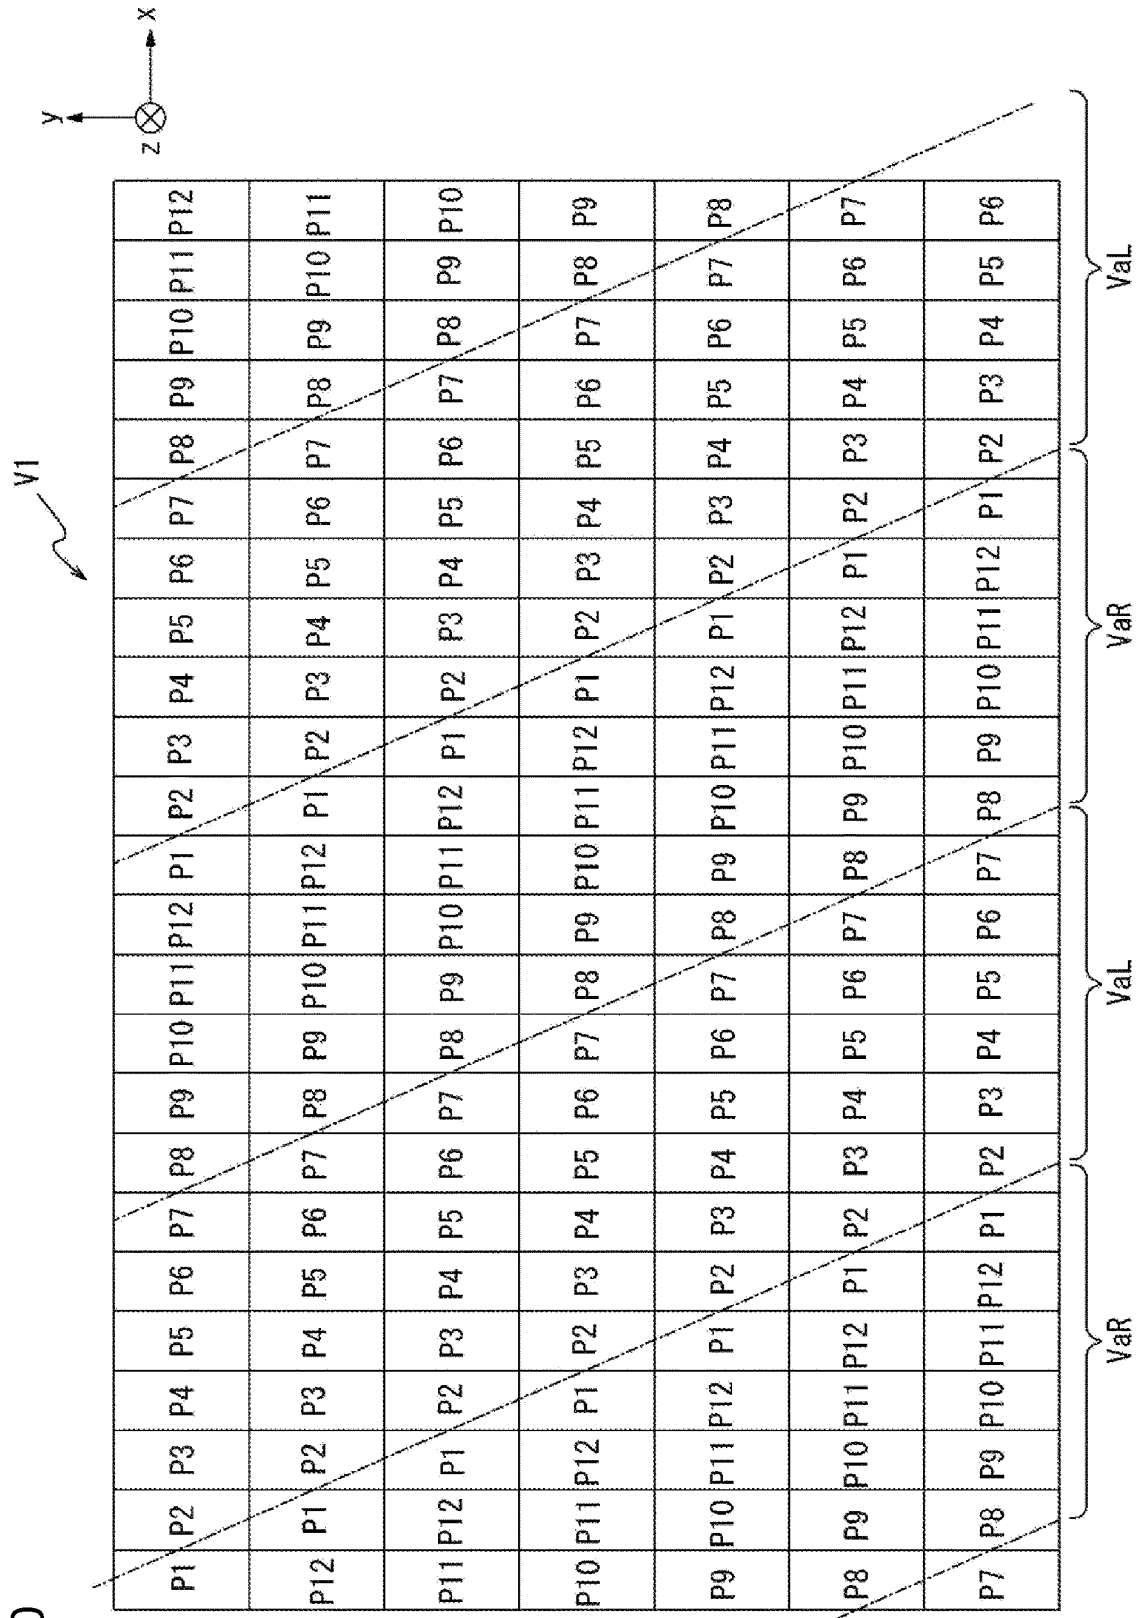 V1
y
z x
P1 P2 P3 P4 P5 P6 P7 P8 P9 P10 P11 P12 P1 P2 P3 P4 P5 P6 P7 P8 P9 P10 P11 P12
P12 P1 P2 P3 P4 P5 P6 P7 P8 P9 P10 P11 P12 P1 P2 P3 P4 P5 P6 P7 P8 P9 P10 P11
P11 P12 P1 P2 P3 P4 P5 P6 P7 P8 P9 P10 P11 P12 P1 P2 P3 P4 P5 P6 P7 P8 P9 P10
P10 P11 P12 P1 P2 P3 P4 P5 P6 P7 P8 P9 P10 P11 P12 P1 P2 P3 P4 P5 P6 P7 P8 P9
P9 P10 P11 P12 P1 P2 P3 P4 P5 P6 P7 P8 P9 P10 P11 P12 P1 P2 P3 P4 P5 P6 P7 P8
P8 P9 P10 P11 P12 P1 P2 P3 P4 P5 P6 P7 P8 P9 P10 P11 P12 P1 P2 P3 P4 P5 P6 P7
P7 P8 P9 P10 P11 P12 P1 P2 P3 P4 P5 P6 P7 P8 P9 P10 P11 P12 P1 P2 P3 P4 P5 P6
VaR VaL VaR VaL